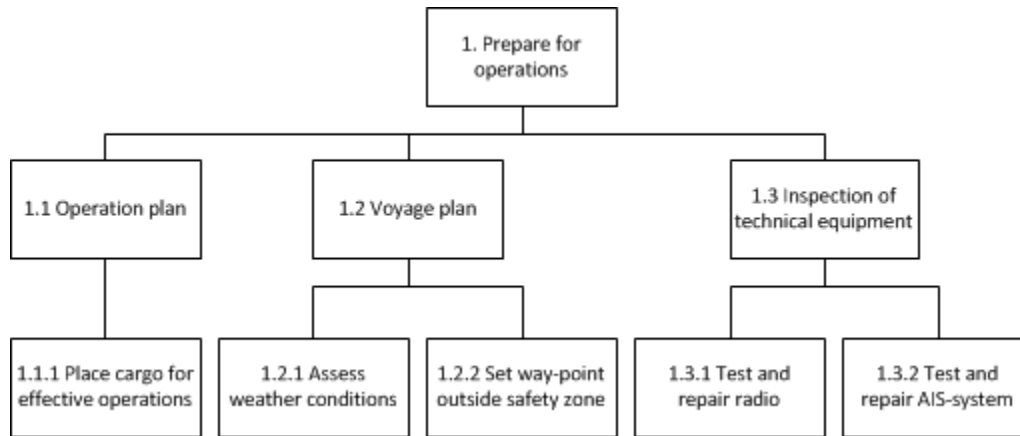 1. Prepare for
operations
1.1 Operation plan
1.2 Voyage plan
1.3 Inspection of
technical equipment
1.1.1 Place cargo for
effective operations
1.2.1 Assess
weather conditions
1.2.2 Set way-point
outside safety zone
1.3.1 Test and
repair radio
1.3.2 Test and
repair AIS-system